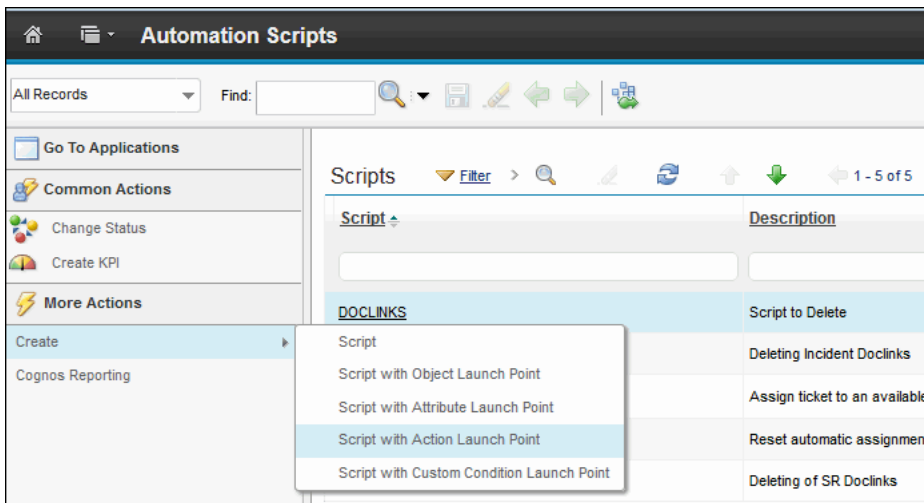 Automation Scripts
All Records Find:
Go To Applications
Common Actions
Change Status
Create KPI
More Actions
Create
Cognos Reporting
Scripts Filter > 1 - 5 of 5
Script Description
DOCLINKS Script to Delete
Deleting Incident Doclinks
Assign ticket to an available
Reset automatic assignmen
Deleting of SR Doclinks
Script
Script with Object Launch Point
Script with Attribute Launch Point
Script with Action Launch Point
Script with Custom Condition Launch Point